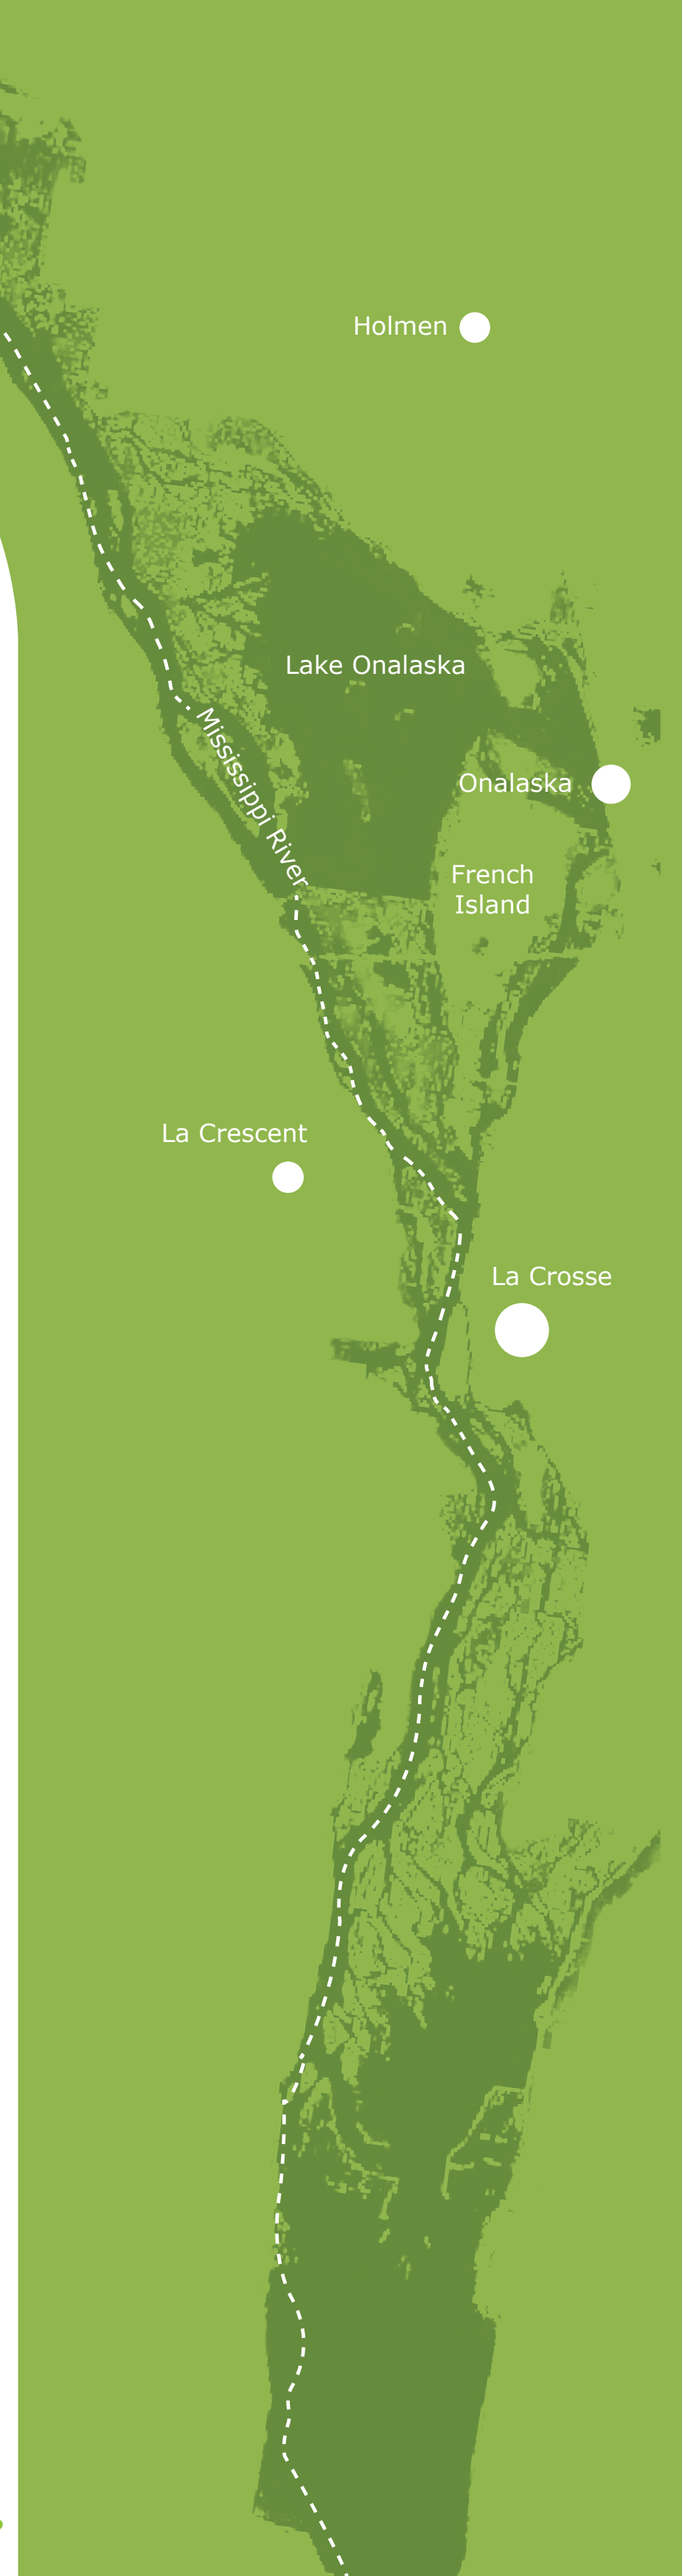 Holmen
Lake Onalaska
Mississippi River
Onalaska
French
Island
La Crescent
La Crosse